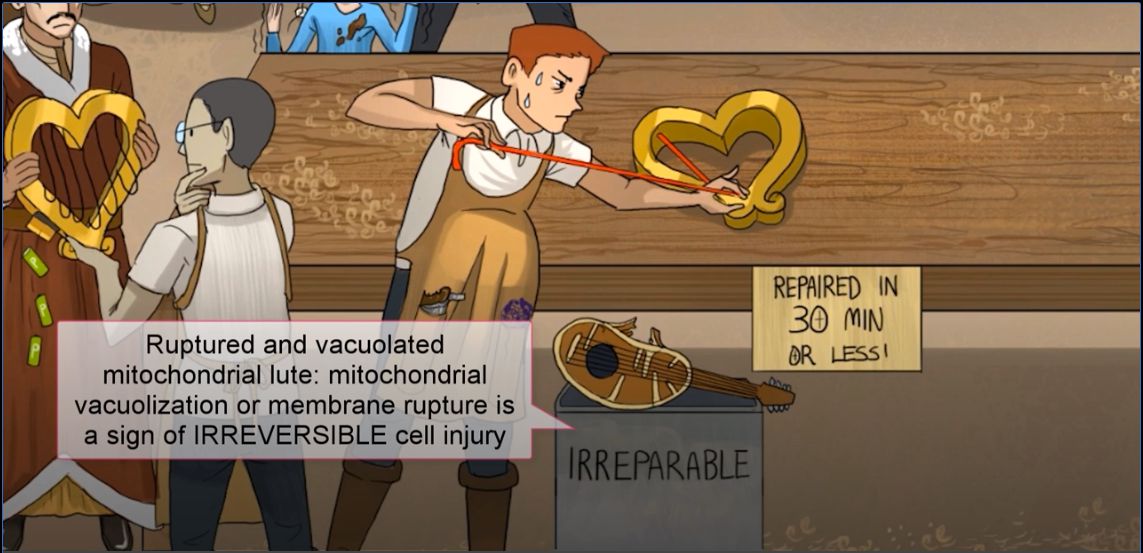 REPAIRED IN
30 MIN
OR LESS!
Ruptured and vacuolated
mitochondrial lute: mitochondrial
vacuolization or membrane rupture is
a sign of IRREVERSIBLE cell injury
IRREPARABLE
P
P
P